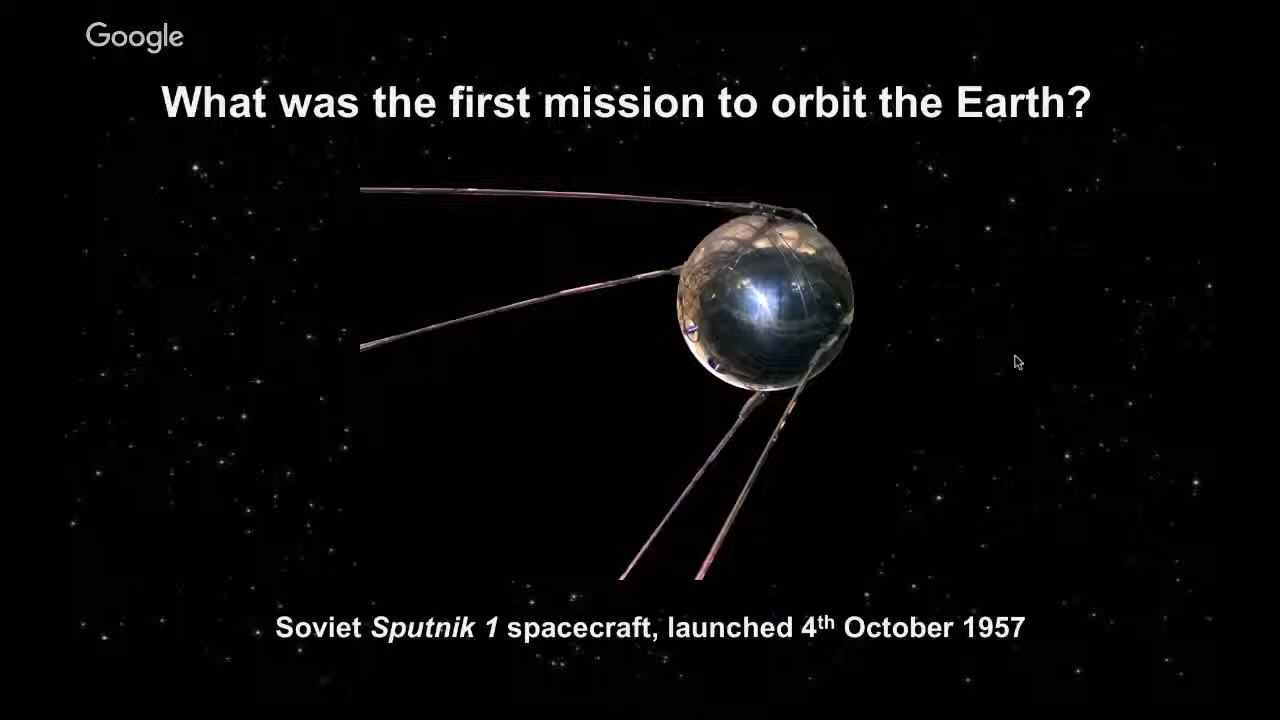 Google
What was the first mission to orbit the Earth?
Soviet Sputnik 1 spacecraft, launched 4th October 1957